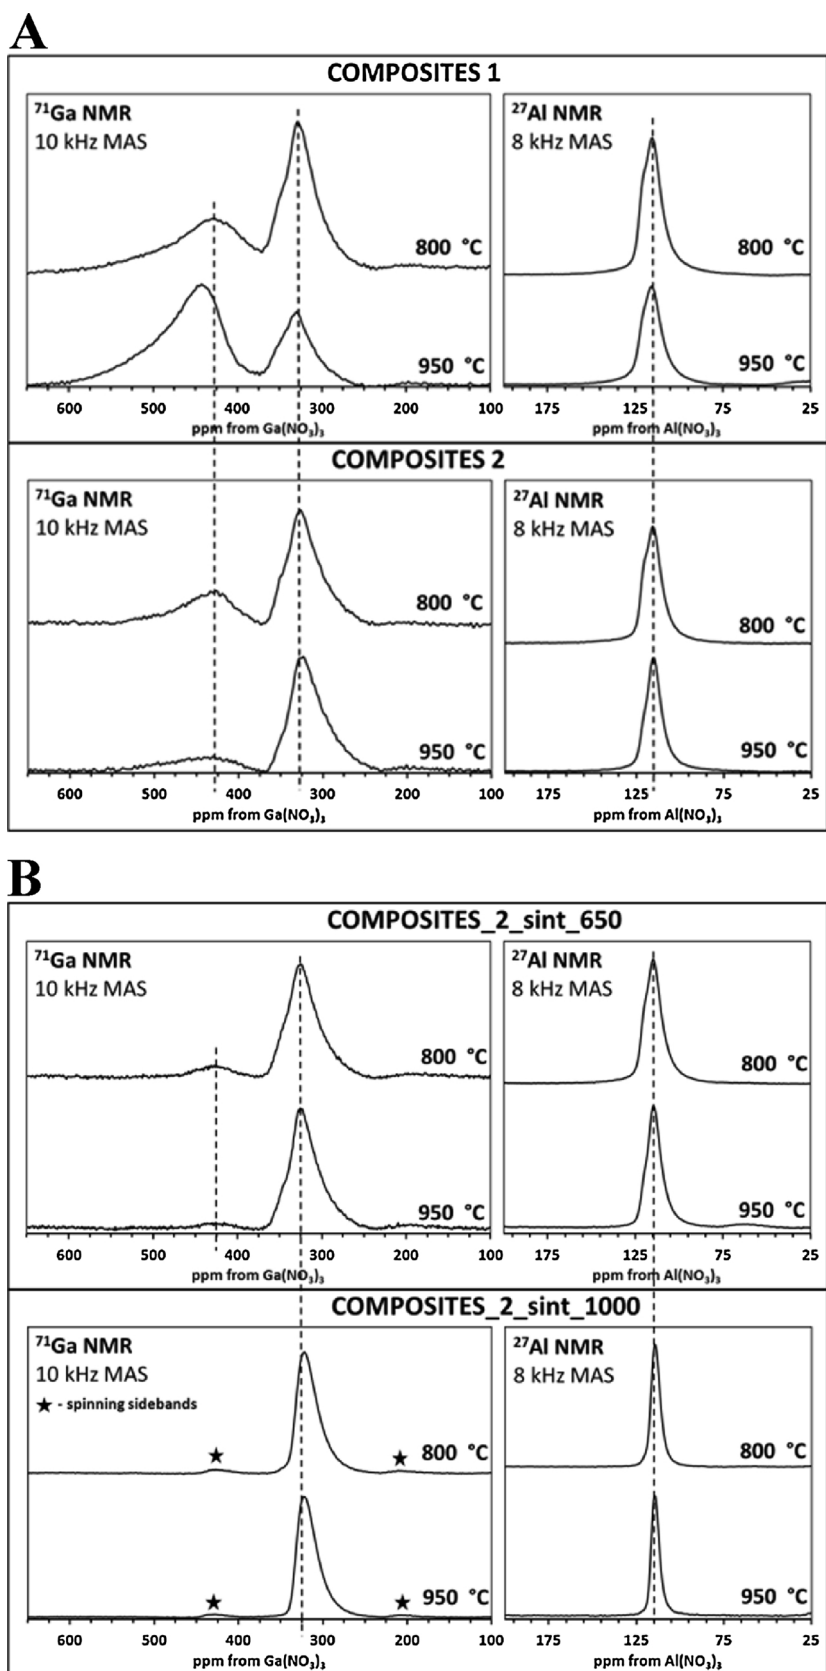 A
COMPOSITES 1
⁷¹Ga NMR
10 kHz MAS
800 °C
950 °C
600 500 400 300 200 100
ppm from Ga(NO₃)₃
²⁷Al NMR
8 kHz MAS
800 °C
950 °C
175 125 75 25
ppm from Al(NO₃)₃
COMPOSITES 2
⁷¹Ga NMR
10 kHz MAS
800 °C
950 °C
600 500 400 300 200 100
ppm from Ga(NO₃)₃
²⁷Al NMR
8 kHz MAS
800 °C
950 °C
175 125 75 25
ppm from Al(NO₃)₃
B
COMPOSITES_2_sint_650
⁷¹Ga NMR
10 kHz MAS
800 °C
950 °C
600 500 400 300 200 100
ppm from Ga(NO₃)₃
²⁷Al NMR
8 kHz MAS
800 °C
950 °C
175 125 75 25
ppm from Al(NO₃)₃
COMPOSITES_2_sint_1000
⁷¹Ga NMR
10 kHz MAS
★ - spinning sidebands
800 °C
950 °C
600 500 400 300 200 100
ppm from Ga(NO₃)₃
²⁷Al NMR
8 kHz MAS
800 °C
950 °C
175 125 75 25
ppm from Al(NO₃)₃